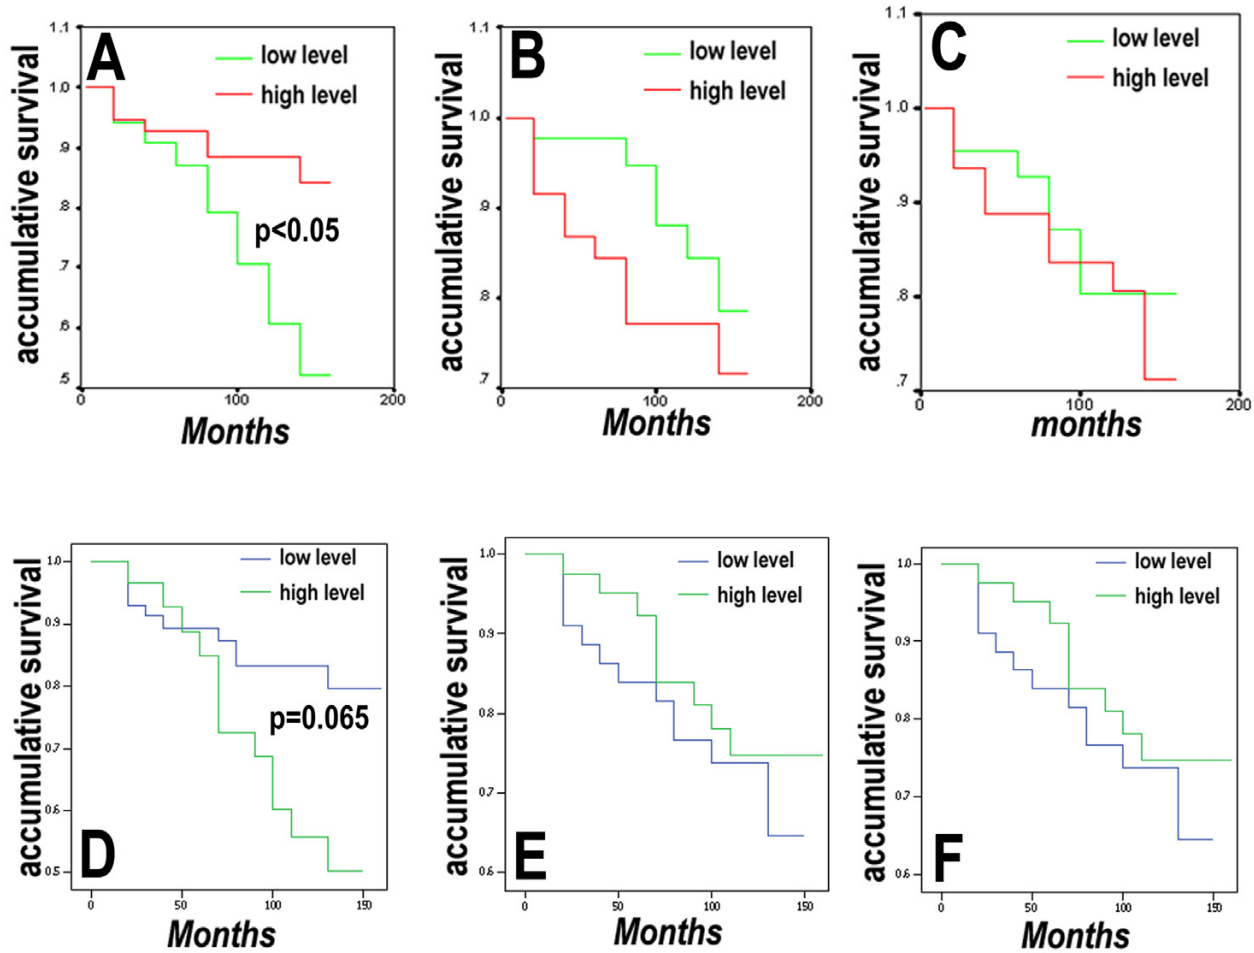 A
low level
high level
p<0.05
1.1
1.0
.9
.8
.7
.6
.5
0
100
200
accumulative survival
Months
B
low level
high level
1.1
1.0
.9
.8
.7
0
100
200
accumulative survival
Months
C
low level
high level
1.1
1.0
.9
.8
.7
0
100
200
accumulative survival
months
D
low level
high level
p=0.065
1.0
0.9
0.8
0.7
0.6
0.5
0
50
100
150
accumulative survival
Months
E
low level
high level
1.0
0.9
0.8
0.7
0.6
0
50
100
150
accumulative survival
Months
F
low level
high level
1.0
0.9
0.8
0.7
0.6
0
50
100
150
accumulative survival
Months